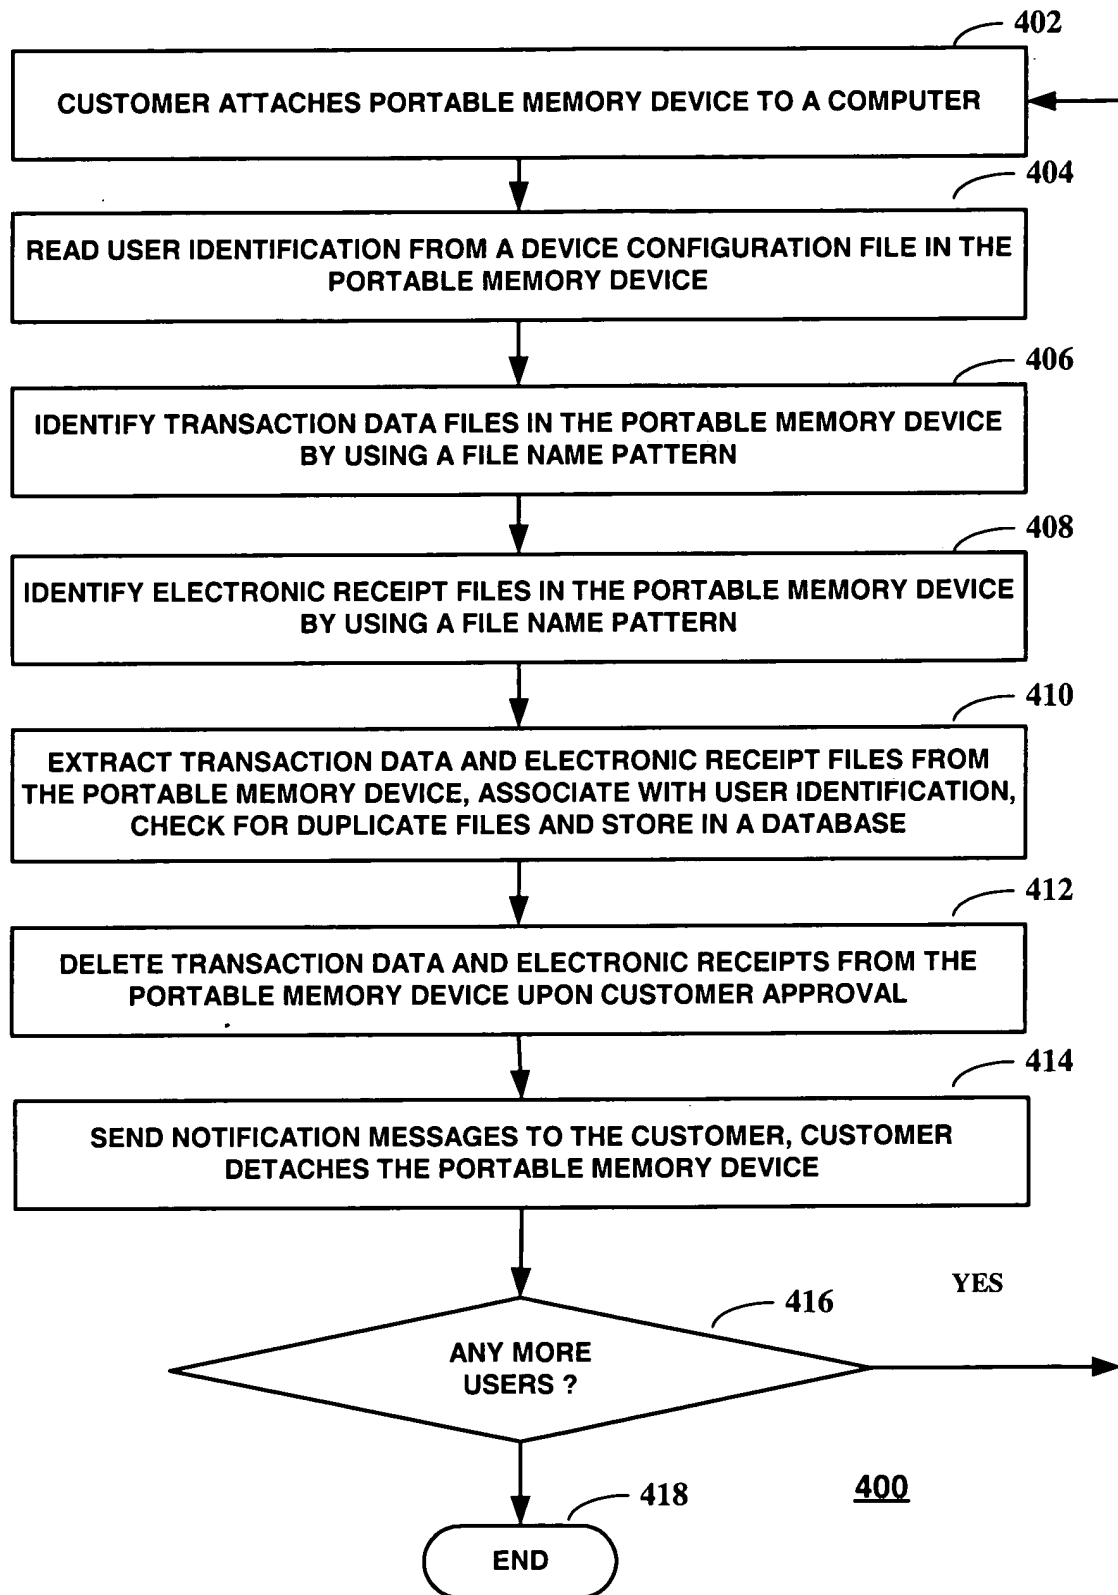 402
CUSTOMER ATTACHES PORTABLE MEMORY DEVICE TO A COMPUTER
404
READ USER IDENTIFICATION FROM A DEVICE CONFIGURATION FILE IN THE
PORTABLE MEMORY DEVICE
406
IDENTIFY TRANSACTION DATA FILES IN THE PORTABLE MEMORY DEVICE
BY USING A FILE NAME PATTERN
408
IDENTIFY ELECTRONIC RECEIPT FILES IN THE PORTABLE MEMORY DEVICE
BY USING A FILE NAME PATTERN
410
EXTRACT TRANSACTION DATA AND ELECTRONIC RECEIPT FILES FROM
THE PORTABLE MEMORY DEVICE, ASSOCIATE WITH USER IDENTIFICATION,
CHECK FOR DUPLICATE FILES AND STORE IN A DATABASE
412
DELETE TRANSACTION DATA AND ELECTRONIC RECEIPTS FROM THE
PORTABLE MEMORY DEVICE UPON CUSTOMER APPROVAL
414
SEND NOTIFICATION MESSAGES TO THE CUSTOMER, CUSTOMER
DETACHES THE PORTABLE MEMORY DEVICE
YES
416
ANY MORE
USERS ?
400
418
END